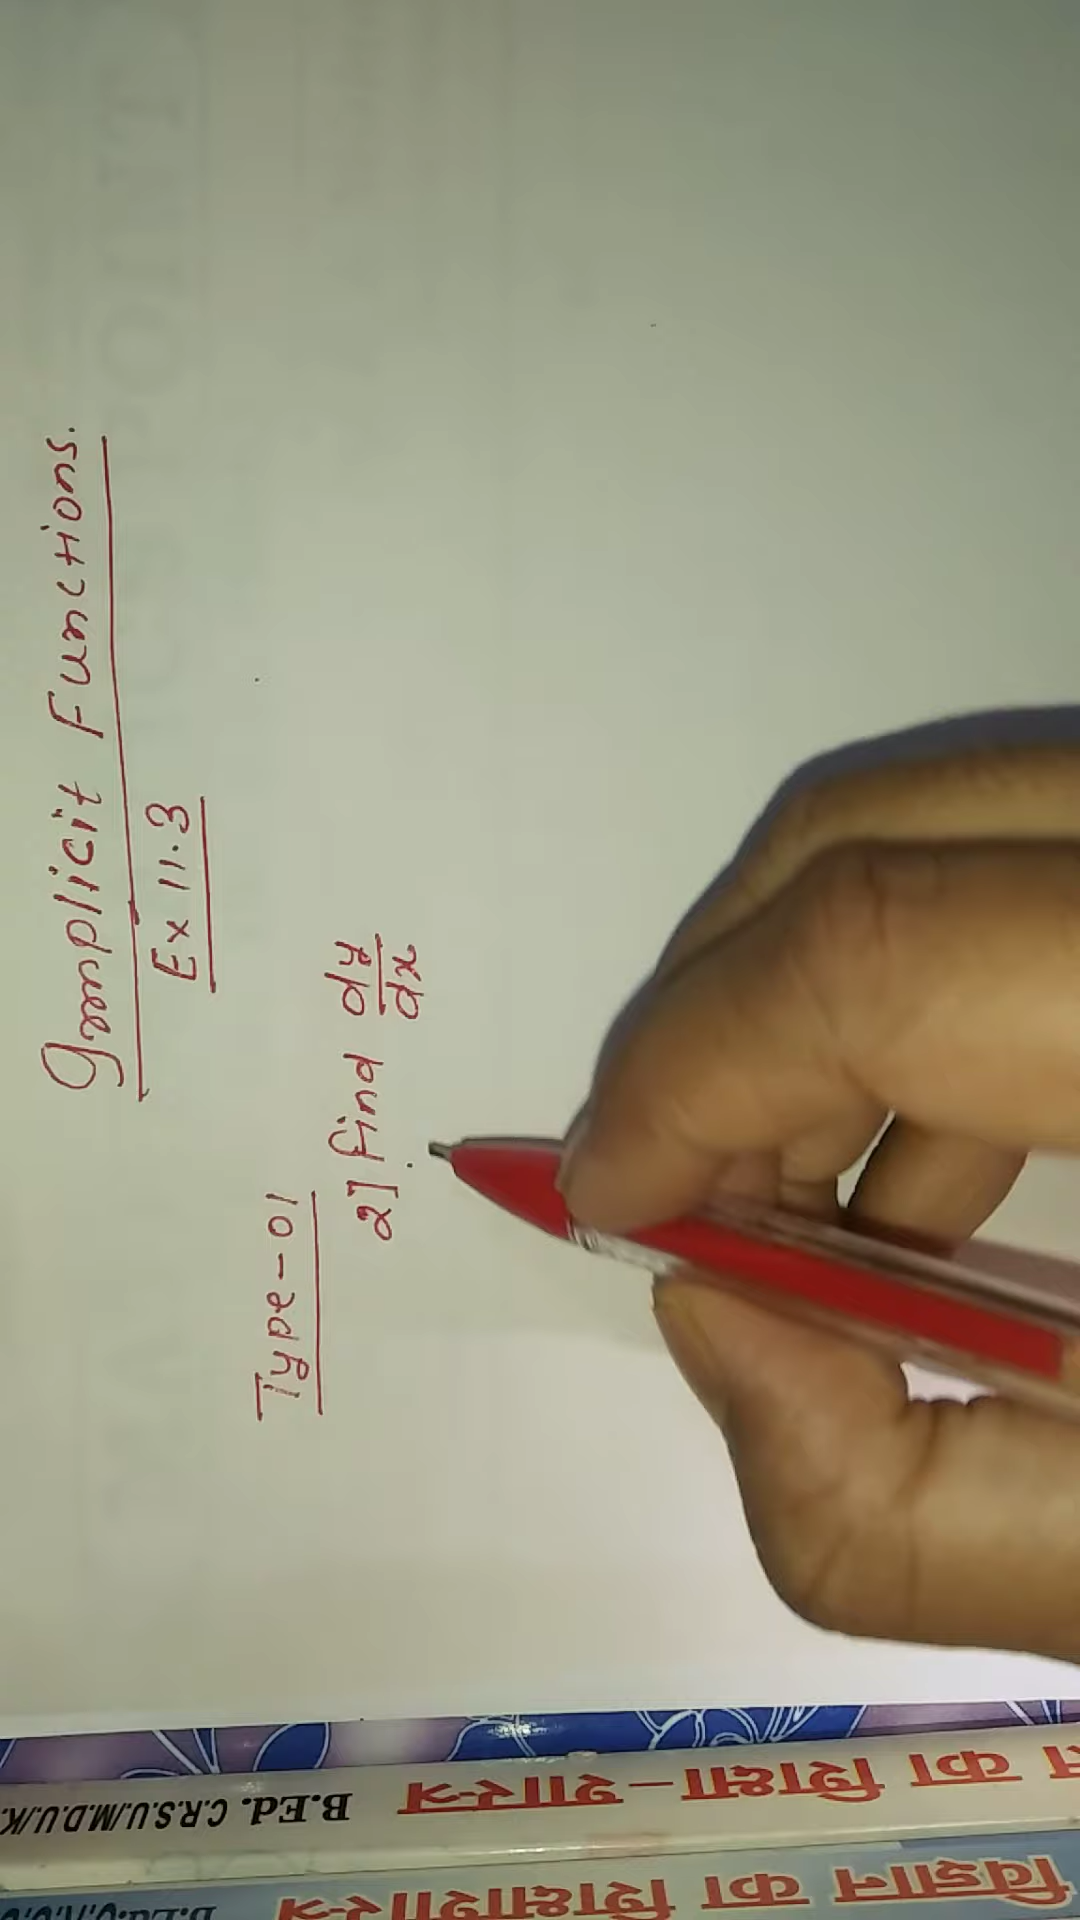 Implicit Functions.
Ex 11.3
Type-01
2] Find dy/dx
का शिक्षा-शास्त्र
B.Ed. C.R.S.U./M.D.U./K.
विज्ञान का शिक्षाशास्त्र